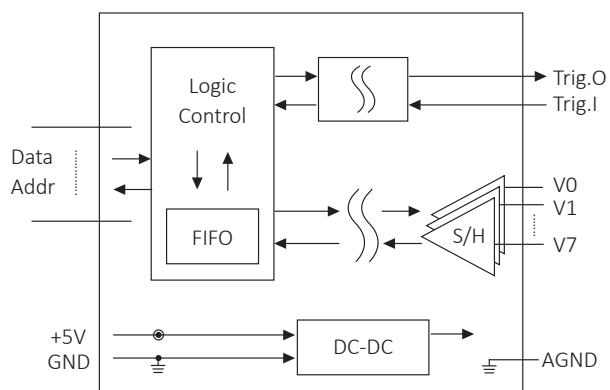 Logic
Control
Trig.O
Trig.I
Data
Addr
FIFO
S/H
V0
V1
V7
+5V
GND
DC-DC
AGND